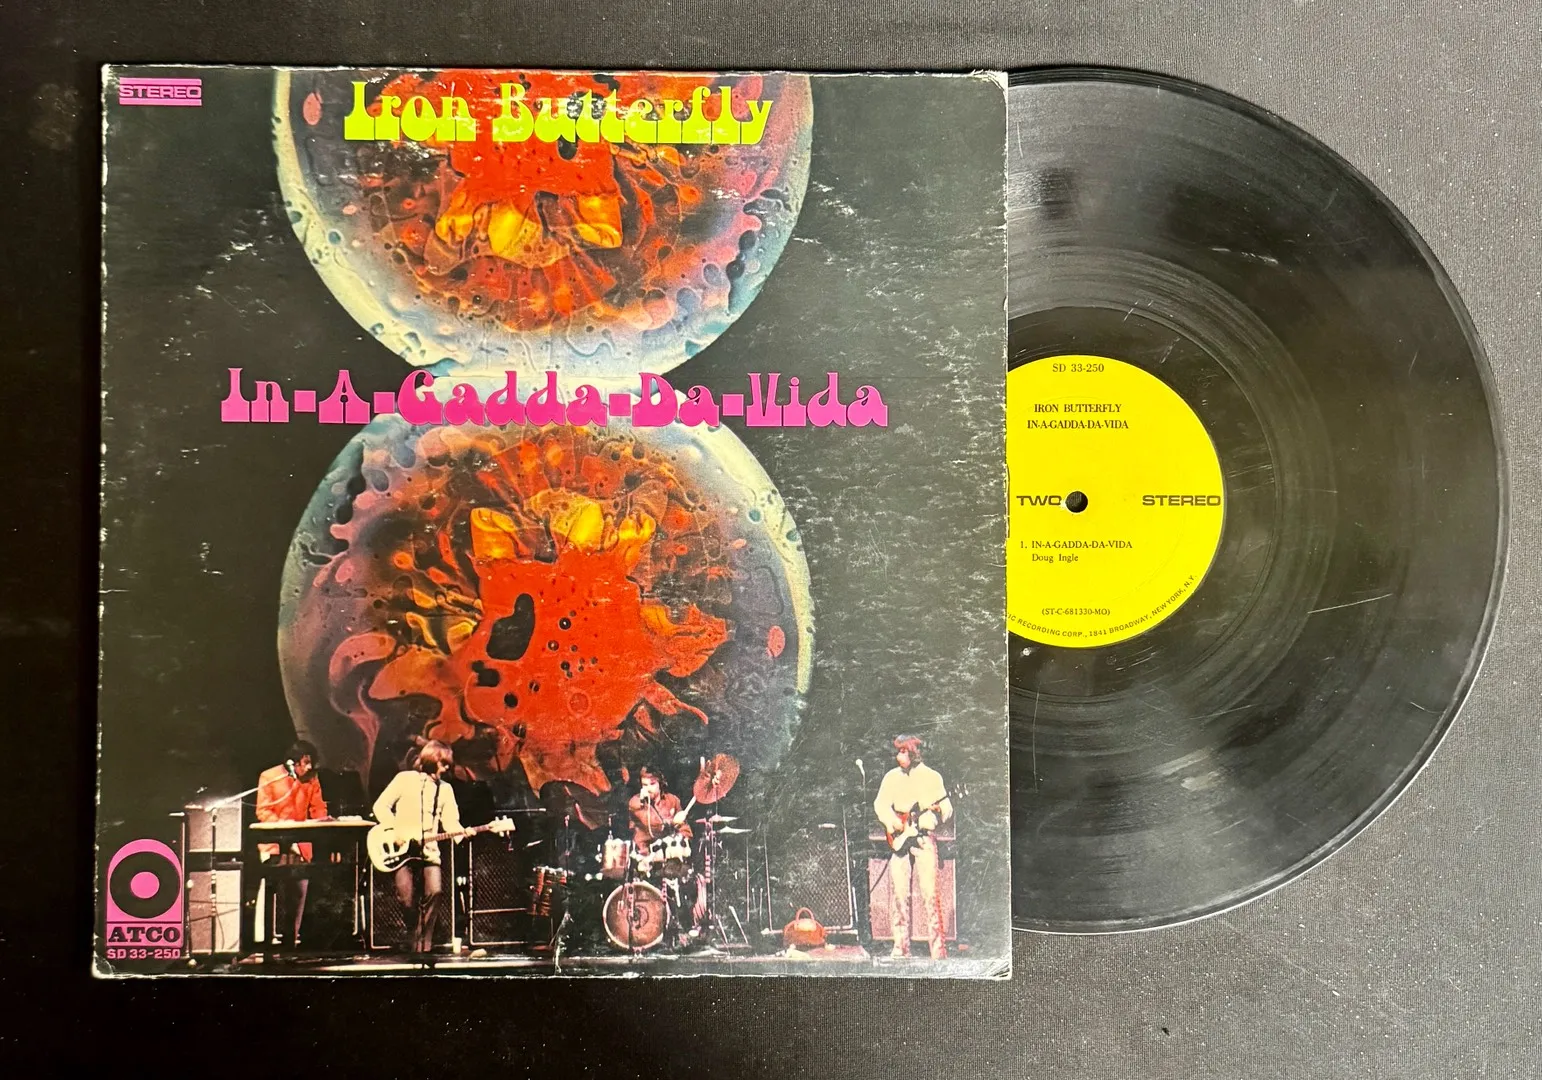 STEREO
Iron Butterfly
In-A-Gadda-Da-Vida
ATCO
SD 33-250
SD 33-250
IRON BUTTERFLY
IN-A-GADDA-DA-VIDA
TWO STEREO
1. IN-A-GADDA-DA-VIDA
Doug Ingle
(ST-C-681330-MO)
RECORDING CORP., 1841 BROADWAY, NEW YORK, N.Y.